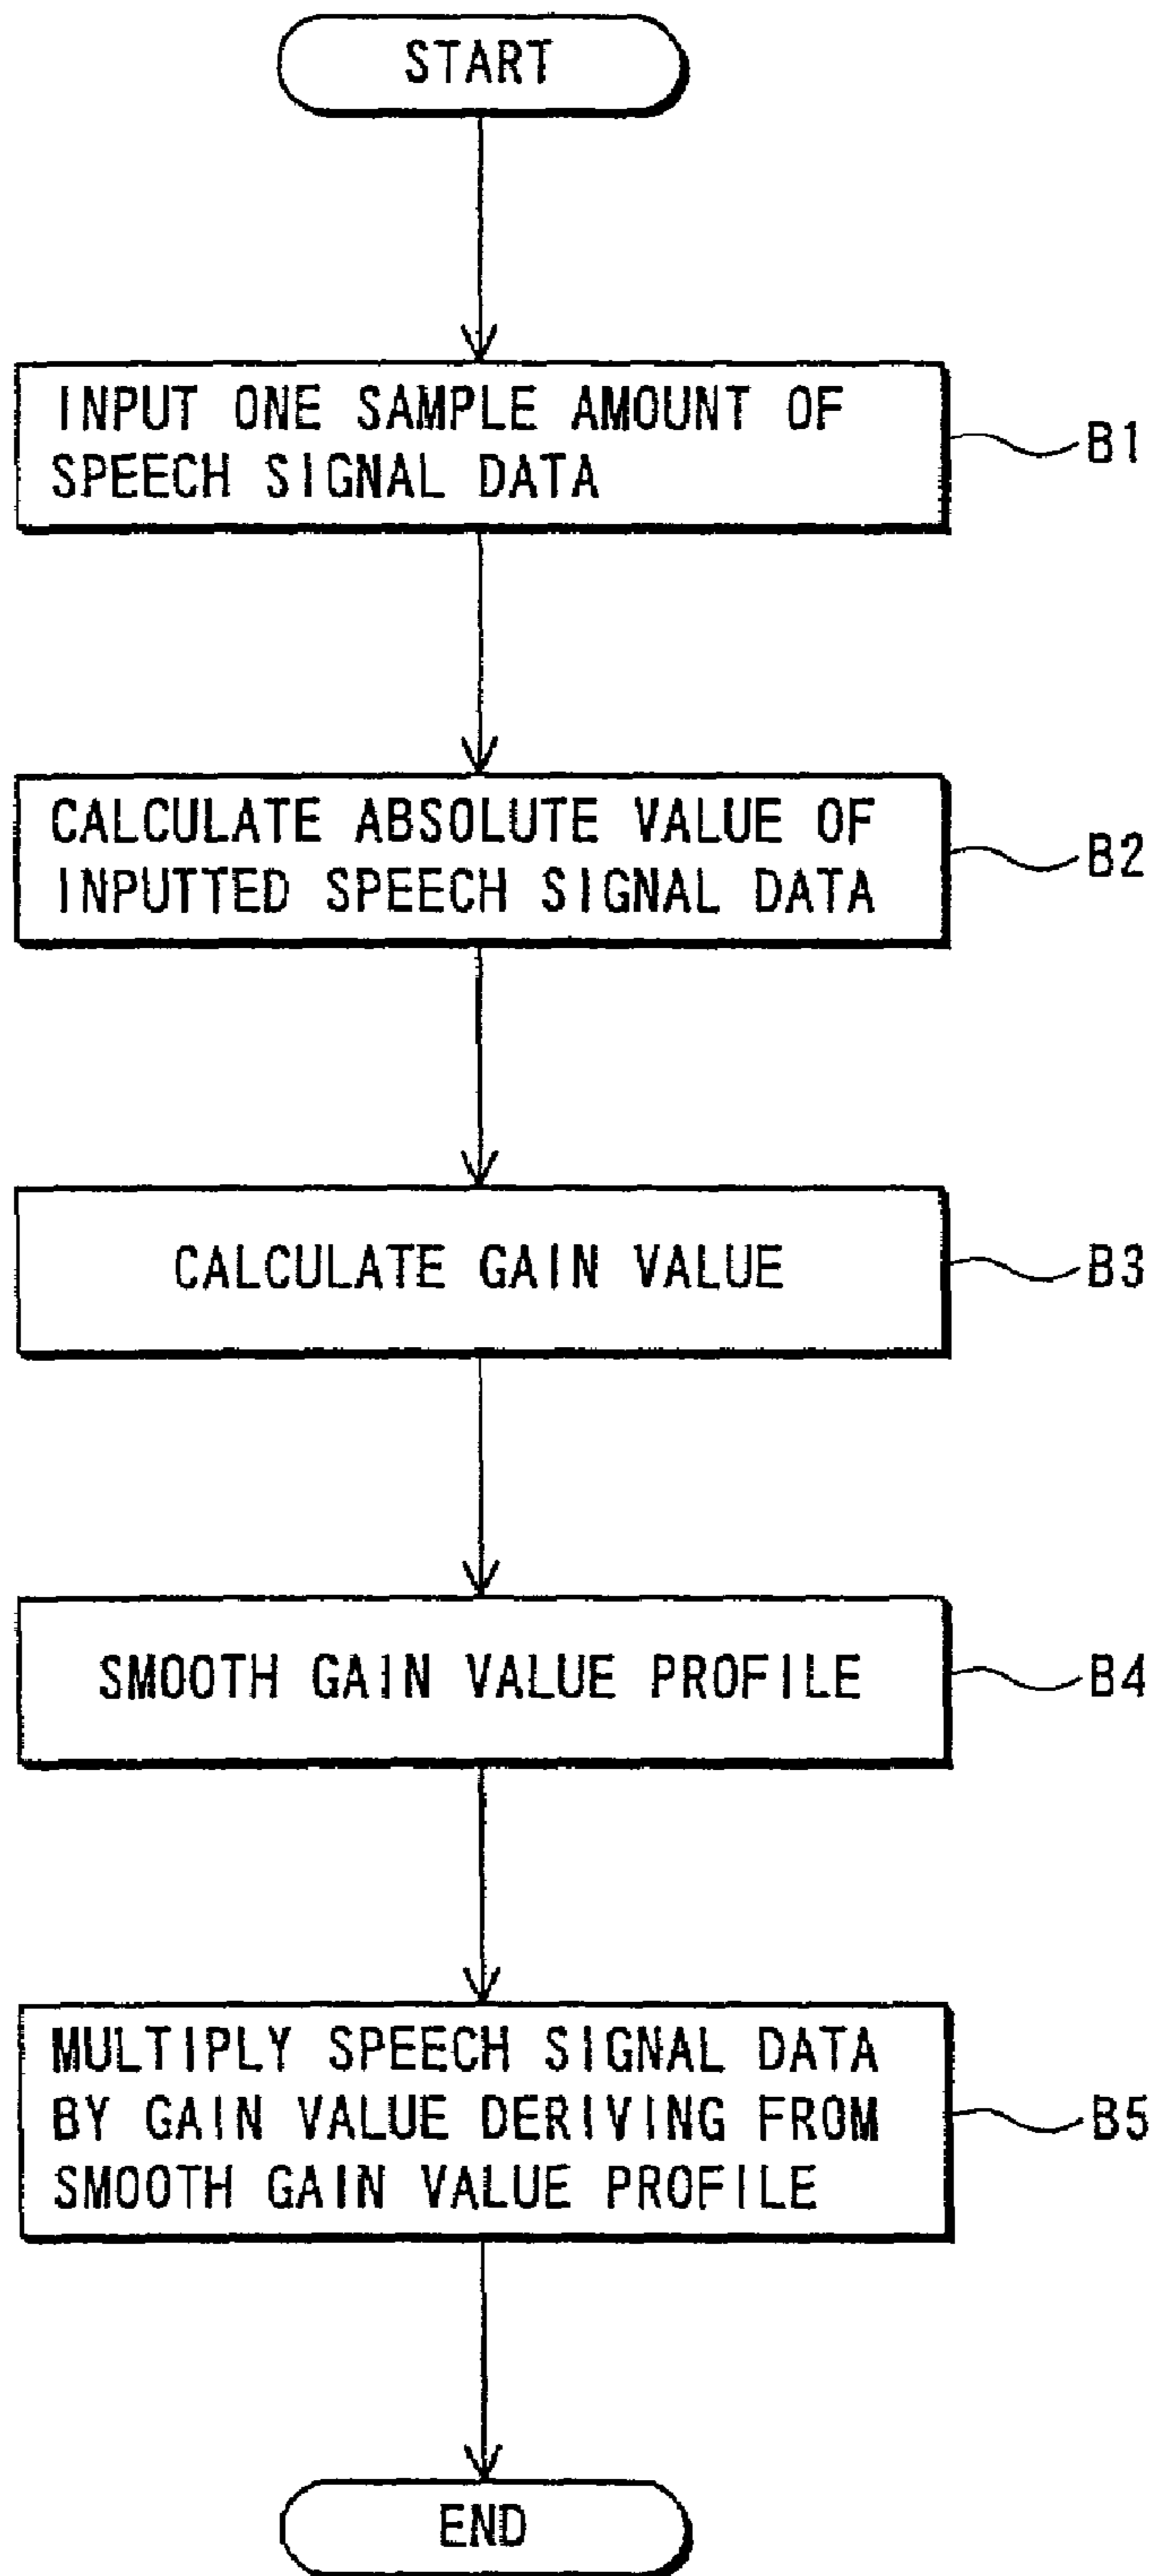 START
INPUT ONE SAMPLE AMOUNT OF
SPEECH SIGNAL DATA
B1
CALCULATE ABSOLUTE VALUE OF
INPUTTED SPEECH SIGNAL DATA
B2
CALCULATE GAIN VALUE
B3
SMOOTH GAIN VALUE PROFILE
B4
MULTIPLY SPEECH SIGNAL DATA
BY GAIN VALUE DERIVING FROM
SMOOTH GAIN VALUE PROFILE
B5
END